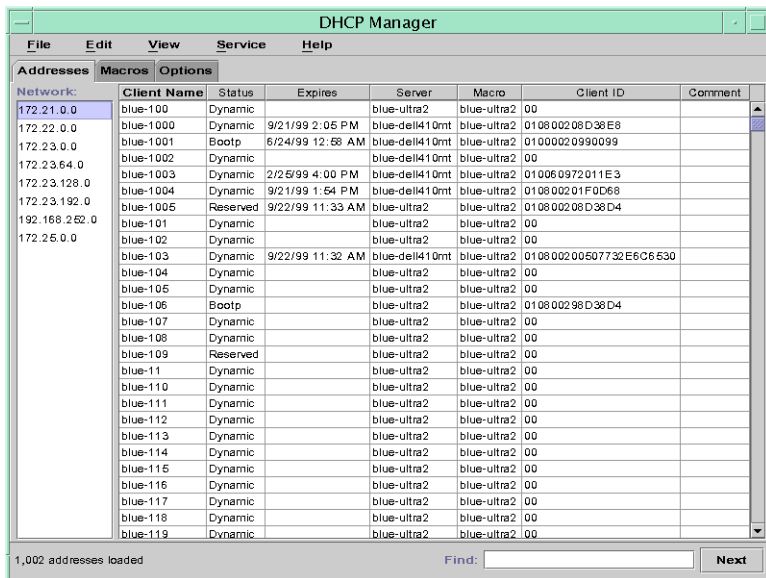 DHCP Manager
File Edit View Service Help
Addresses Macros Options
Network:
172.21.0.0
172.22.0.0
172.23.0.0
172.23.64.0
172.23.128.0
172.23.192.0
192.168.252.0
172.25.0.0
Client Name Status Expires Server Macro Client ID Comment
blue-100 Dynamic blue-ultra2 blue-ultra2 00
blue-1000 Dynamic 9/21/99 2:05 PM blue-dell410mt blue-ultra2 010800208D38E8
blue-1001 Bootp 6/24/99 12:58 AM blue-dell410mt blue-ultra2 01000020990099
blue-1002 Dynamic blue-dell410mt blue-ultra2 00
blue-1003 Dynamic 2/25/99 4:00 PM blue-dell410mt blue-ultra2 010060972011E3
blue-1004 Dynamic 9/21/99 1:54 PM blue-dell410mt blue-ultra2 010800201F0D68
blue-1005 Reserved 9/22/99 11:33 AM blue-ultra2 blue-ultra2 010800208D38D4
blue-101 Dynamic blue-ultra2 blue-ultra2 00
blue-102 Dynamic blue-ultra2 blue-ultra2 00
blue-103 Dynamic 9/22/99 11:32 AM blue-dell410mt blue-ultra2 010800200507732E6C6530
blue-104 Dynamic blue-ultra2 blue-ultra2 00
blue-105 Dynamic blue-ultra2 blue-ultra2 00
blue-106 Bootp blue-ultra2 blue-ultra2 010800298D38D4
blue-107 Dynamic blue-ultra2 blue-ultra2 00
blue-108 Dynamic blue-ultra2 blue-ultra2 00
blue-109 Reserved blue-ultra2 blue-ultra2 00
blue-11 Dynamic blue-ultra2 blue-ultra2 00
blue-110 Dynamic blue-ultra2 blue-ultra2 00
blue-111 Dynamic blue-ultra2 blue-ultra2 00
blue-112 Dynamic blue-ultra2 blue-ultra2 00
blue-113 Dynamic blue-ultra2 blue-ultra2 00
blue-114 Dynamic blue-ultra2 blue-ultra2 00
blue-115 Dynamic blue-ultra2 blue-ultra2 00
blue-116 Dynamic blue-ultra2 blue-ultra2 00
blue-117 Dynamic blue-ultra2 blue-ultra2 00
blue-118 Dynamic blue-ultra2 blue-ultra2 00
blue-119 Dynamic blue-ultra2 blue-ultra2 00
1,002 addresses loaded Find: Next